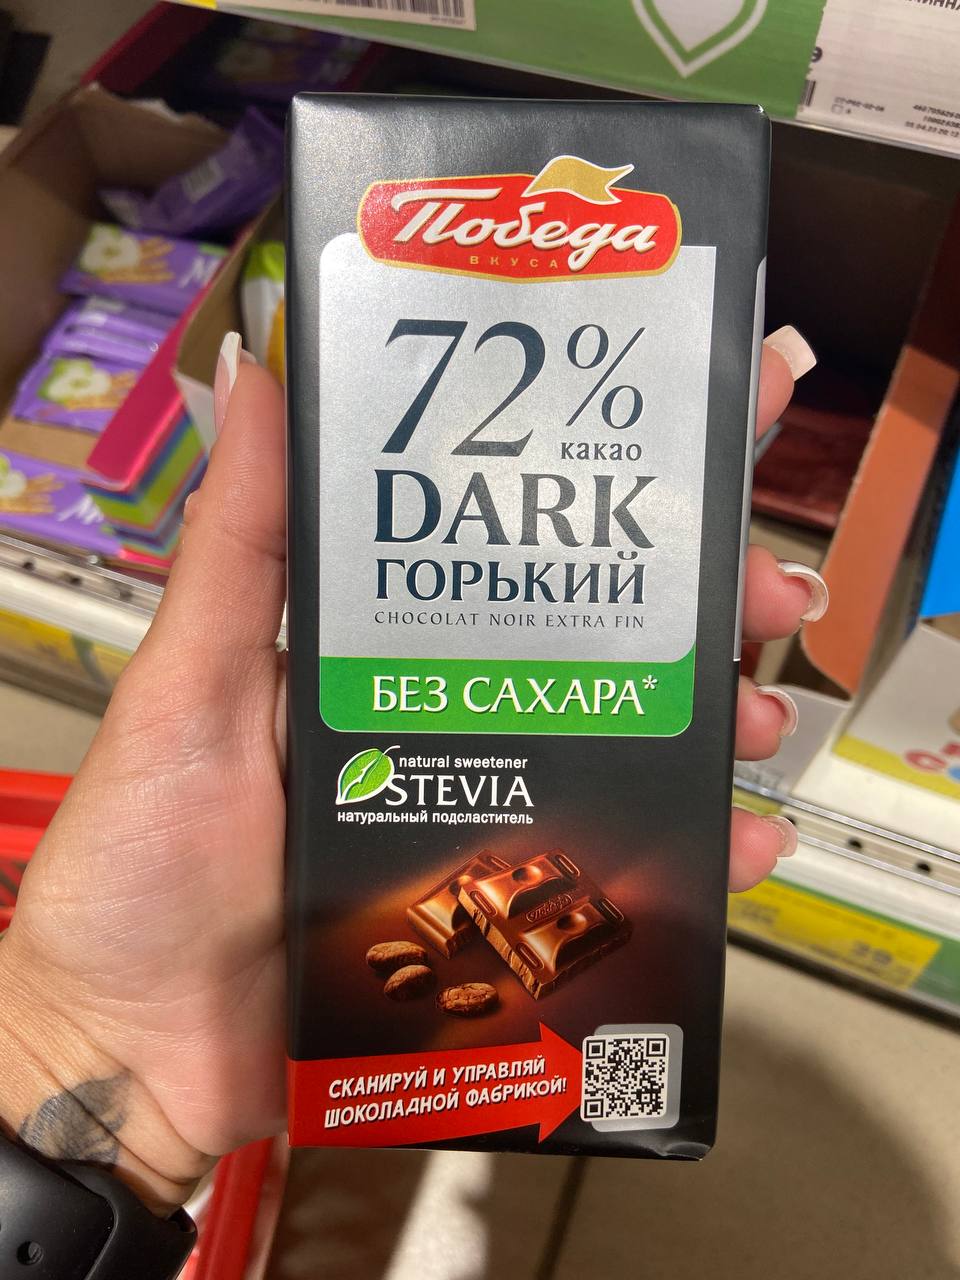 Победа
ВКУСА
72%
какао
DARK
ГОРЬКИЙ
CHOCOLAT NOIR EXTRA FIN
БЕЗ САХАРА*
natural sweetener
STEVIA
натуральный подсластитель
СКАНИРУЙ И УПРАВЛЯЙ
ШОКОЛАДНОЙ ФАБРИКОЙ!